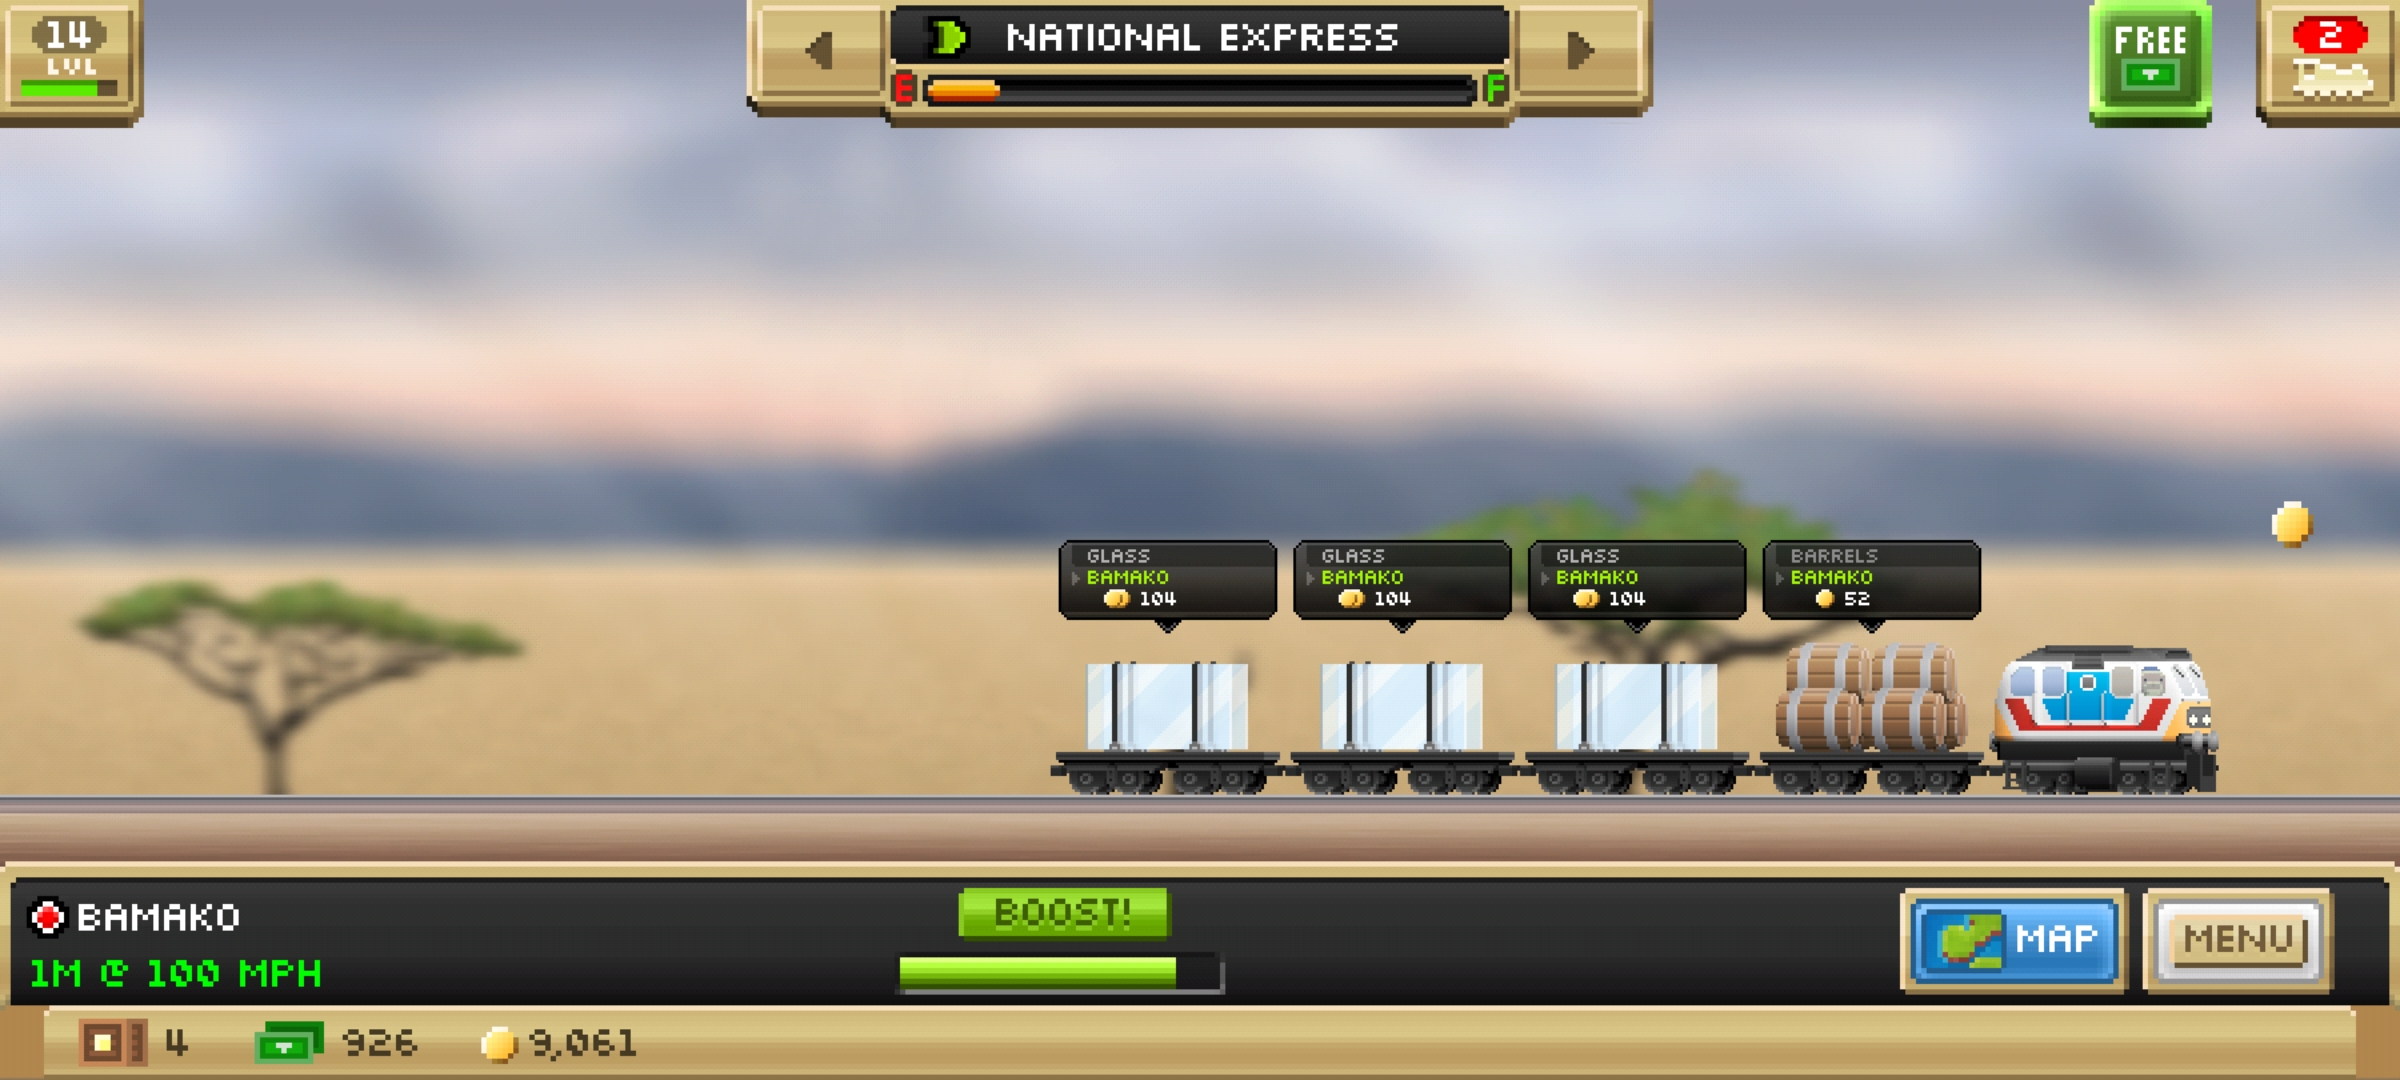 14
LVL
NATIONAL EXPRESS
E F
FREE
2
GLASS
BAMAKO
104
GLASS
BAMAKO
104
GLASS
BAMAKO
104
BARRELS
BAMAKO
52
BAMAKO
1M @ 100 MPH
BOOST!
MAP
MENU
4
926
9,061